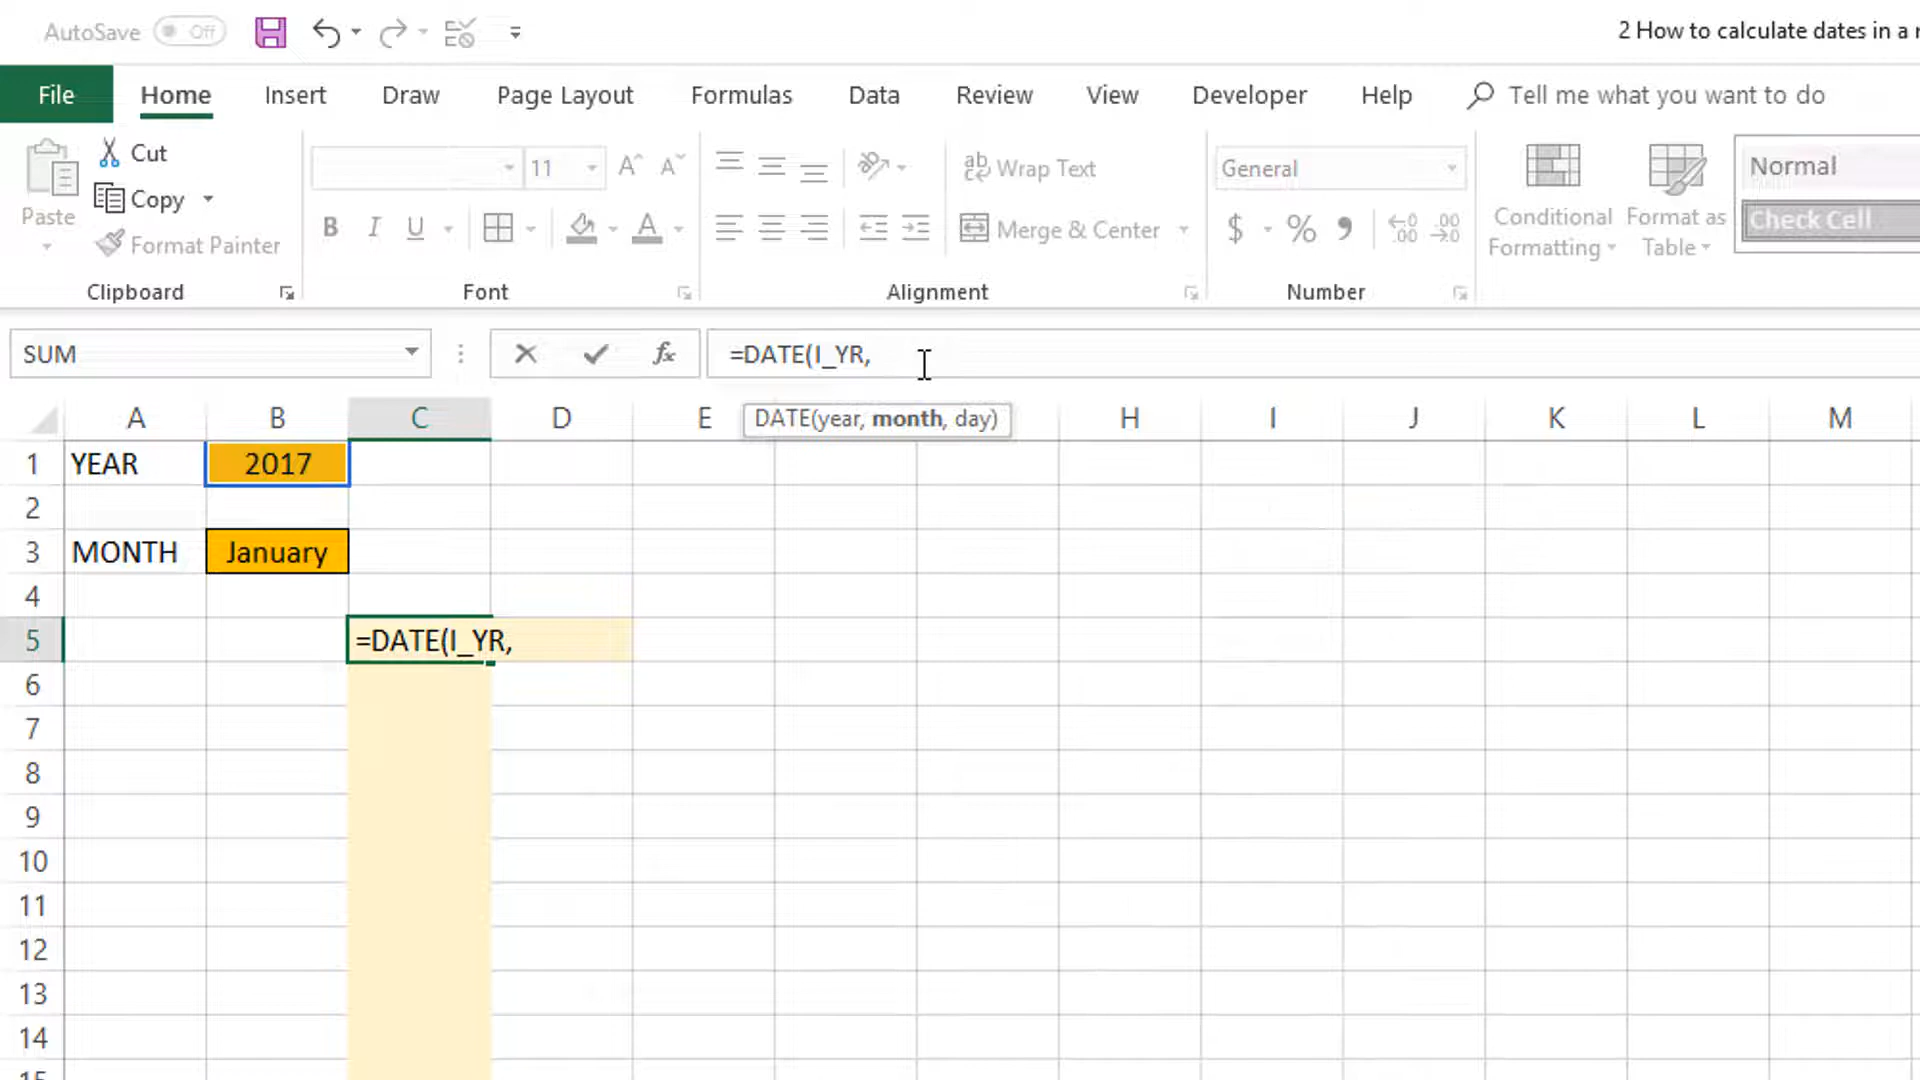 AutoSave Off
2 How to calculate dates in a
File Home Insert Draw Page Layout Formulas Data Review View Developer Help Tell me what you want to do
Paste
Cut
Copy
Format Painter
Clipboard
11
B I U
Font
Wrap Text
Merge & Center
Alignment
General
$ % ,
Number
Conditional Formatting
Format as Table
Normal
Check Cell
SUM
fx
=DATE(I_YR,
DATE(year, month, day)
A B C D E H I J K L M
1 YEAR 2017
2
3 MONTH January
4
5 =DATE(I_YR,
6
7
8
9
10
11
12
13
14
15